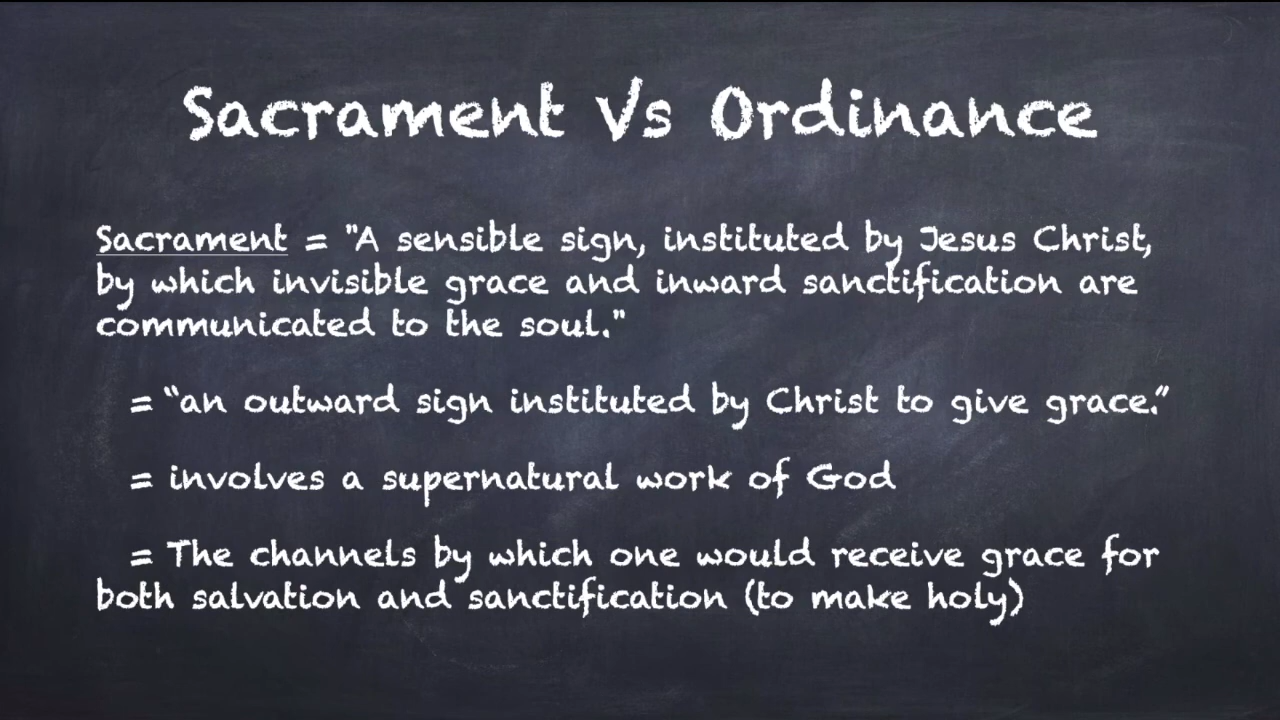 Sacrament Vs Ordinance
Sacrament = "A sensible sign, instituted by Jesus Christ,
by which invisible grace and inward sanctification are
communicated to the soul."
= “an outward sign instituted by Christ to give grace.”
= involves a supernatural work of God
= The channels by which one would receive grace for
both salvation and sanctification (to make holy)